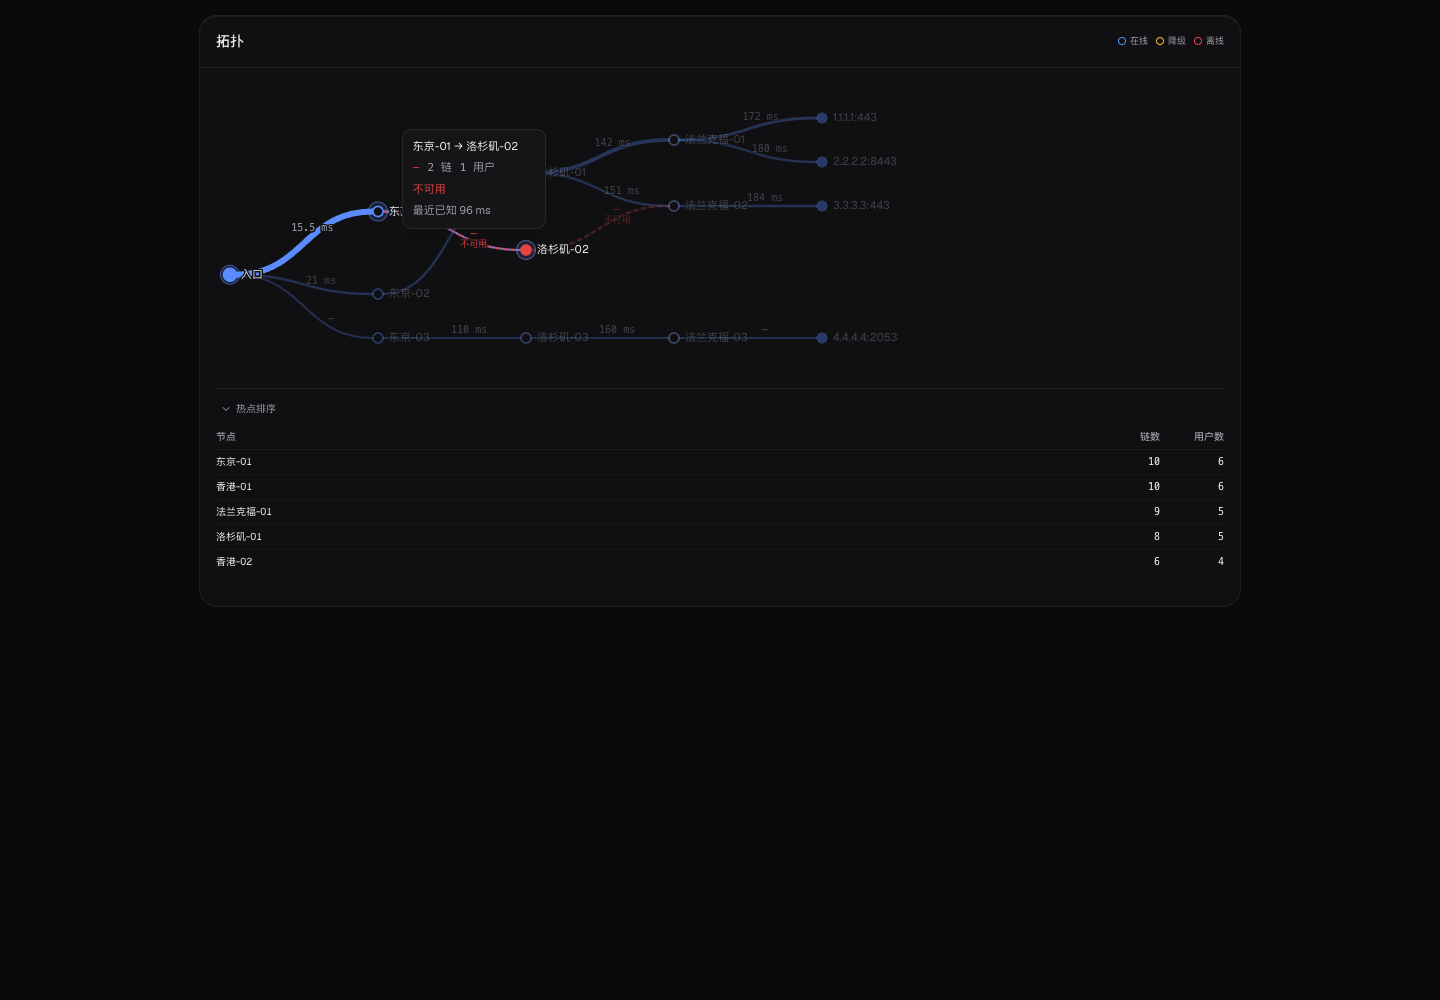 拓扑
在线 降级 离线
172 ms
1.1.1.1:443
东京-01 → 洛杉矶-02
— 2 链 1 用户
不可用
最近已知 96 ms
142 ms
法兰克福-01
180 ms
2.2.2.2:8443
杉矶-01
151 ms
184 ms
法兰克福-02
3.3.3.3:443
不可用
东
15.5 ms
—
不可用
洛杉矶-02
入口
21 ms
东京-02
—
东京-03
110 ms
洛杉矶-03
160 ms
法兰克福-03
—
4.4.4.4:2053
热点排序
节点 链数 用户数
东京-01 10 6
香港-01 10 6
法兰克福-01 9 5
洛杉矶-01 8 5
香港-02 6 4